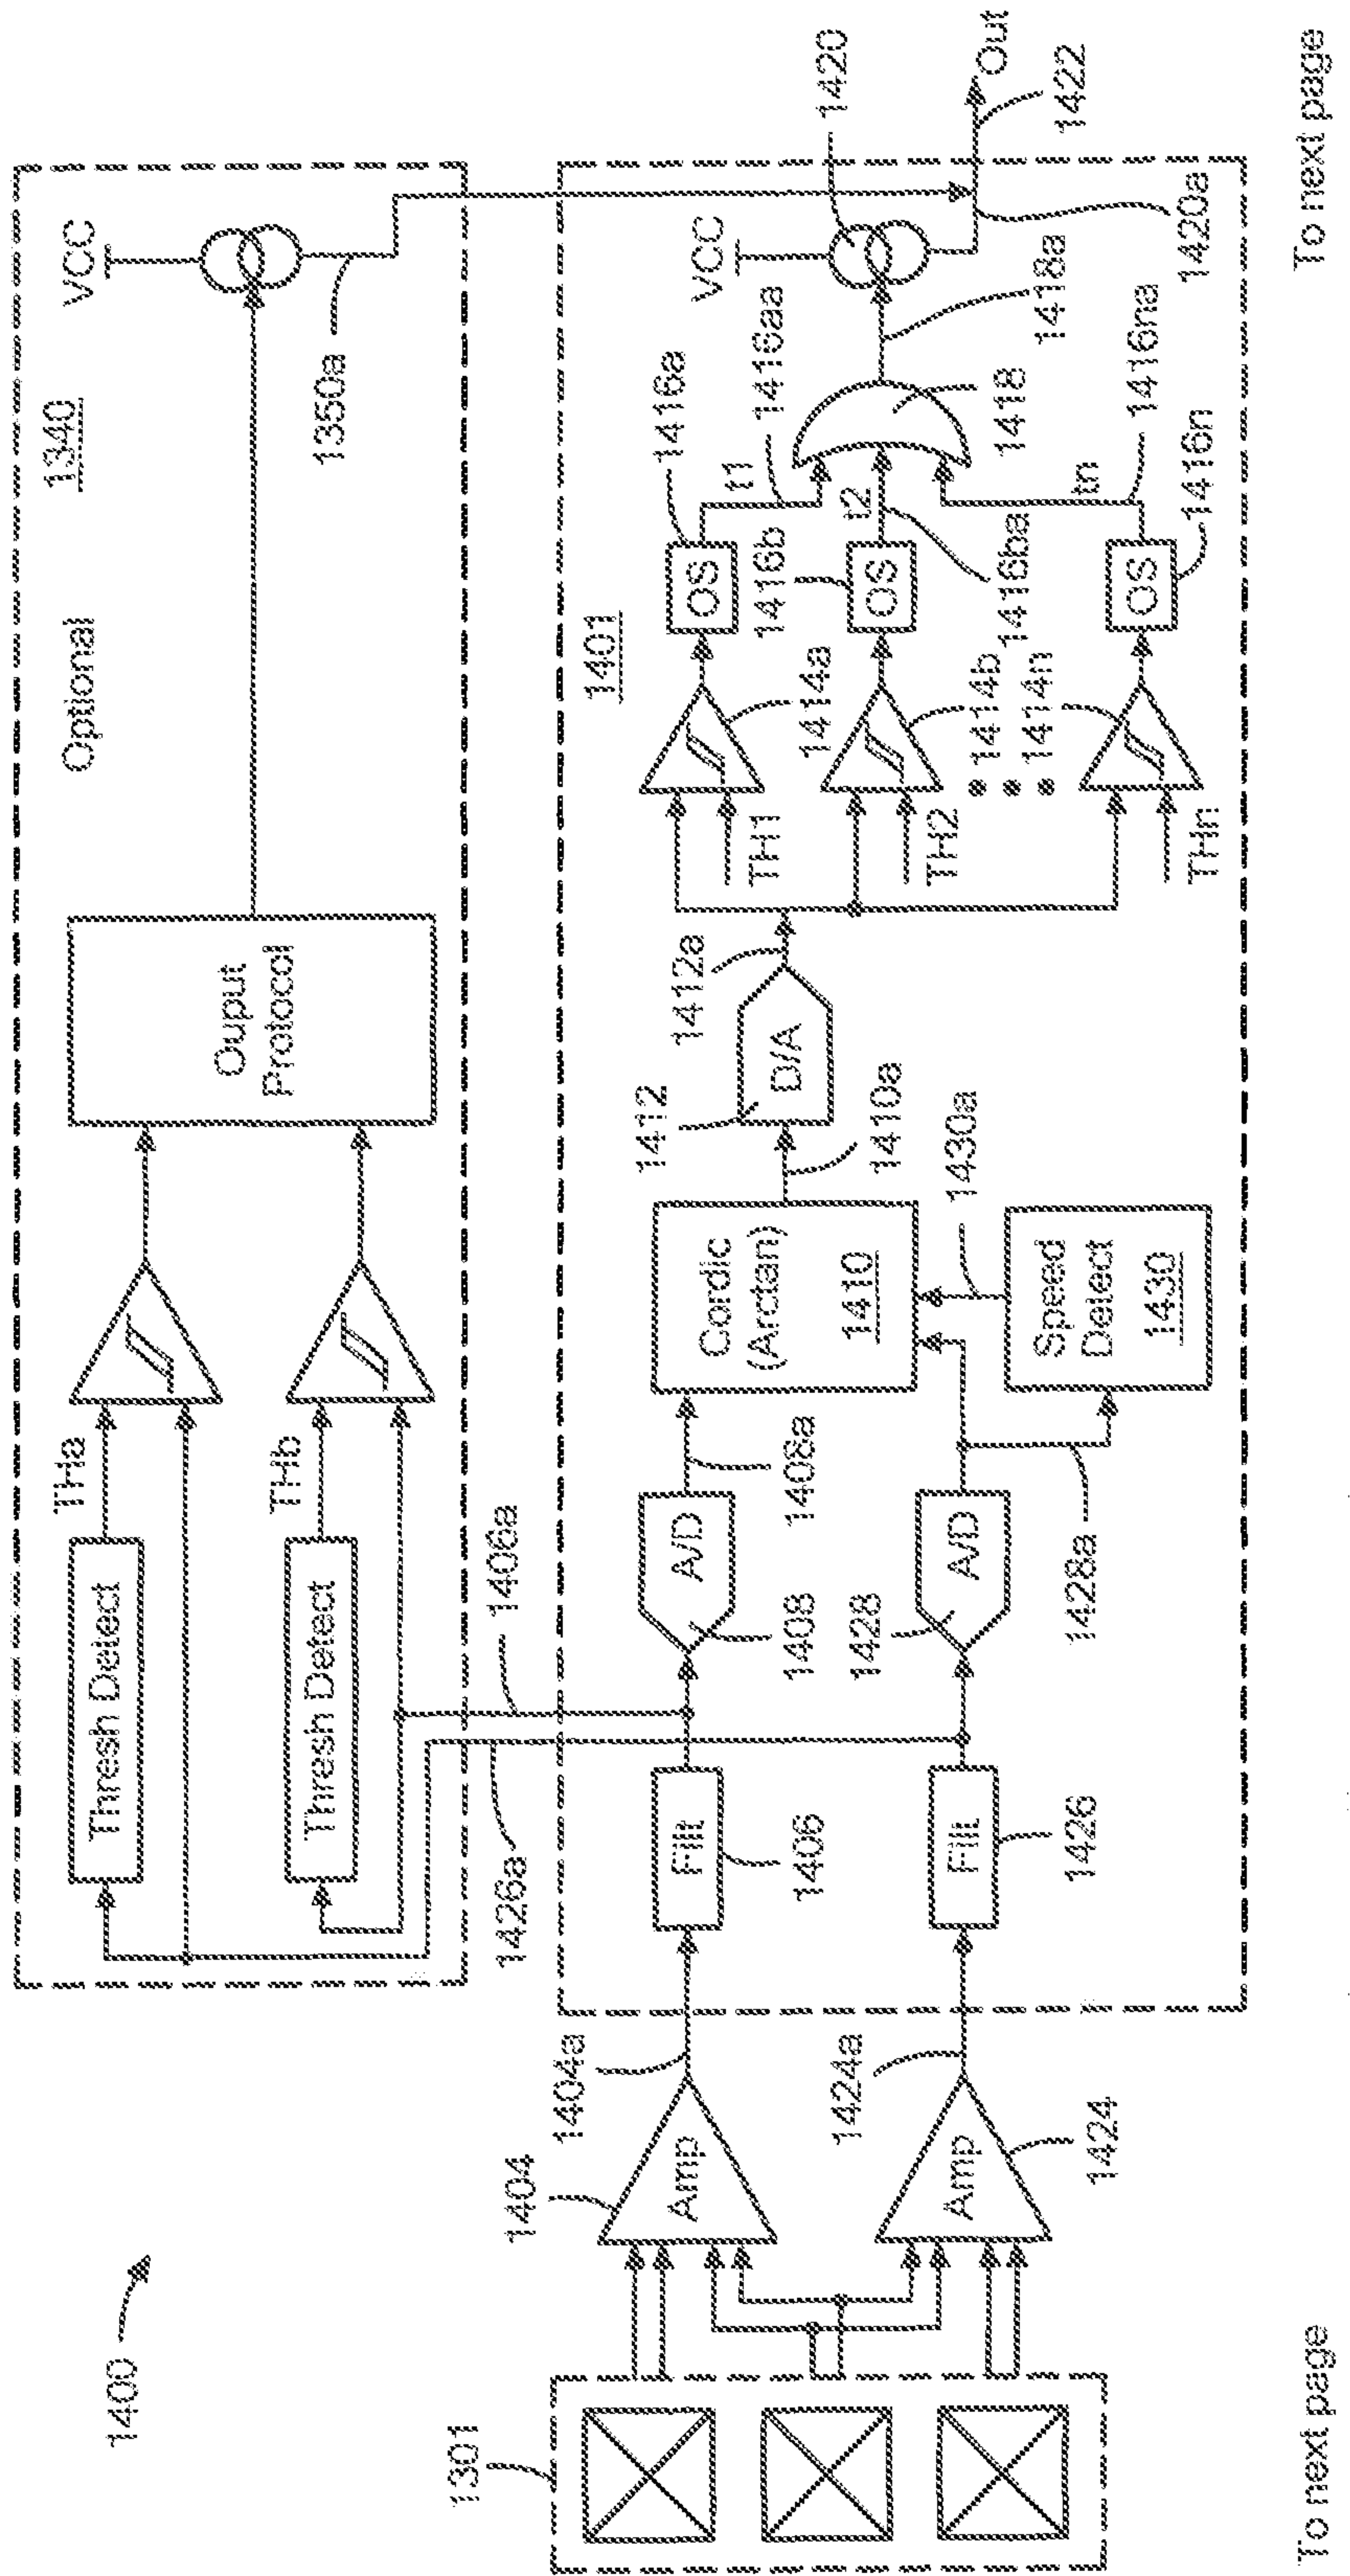 1400
1340
Optional
VCC
Thresh Detect
THa
Thresh Detect
THb
Ouput
Protocol
1350a
1426a
1406a
1401
1301
1404
Amp
1404a
Filt
1406
A/D
1408
1408a
Cordic
(Arctan)
1410
1410a
1412
D/A
1412a
TH1
1414a
OS
1416a
t1
1416aa
TH2
1414b
1414n
OS
1416b
t2
1416ba
THn
OS
1416n
tn
1416na
1418
1418a
VCC
1420
1420a
Out
1422
1424
Amp
1424a
Filt
1426
A/D
1428
1428a
Speed
Detect
1430
1430a
To next page
To next page